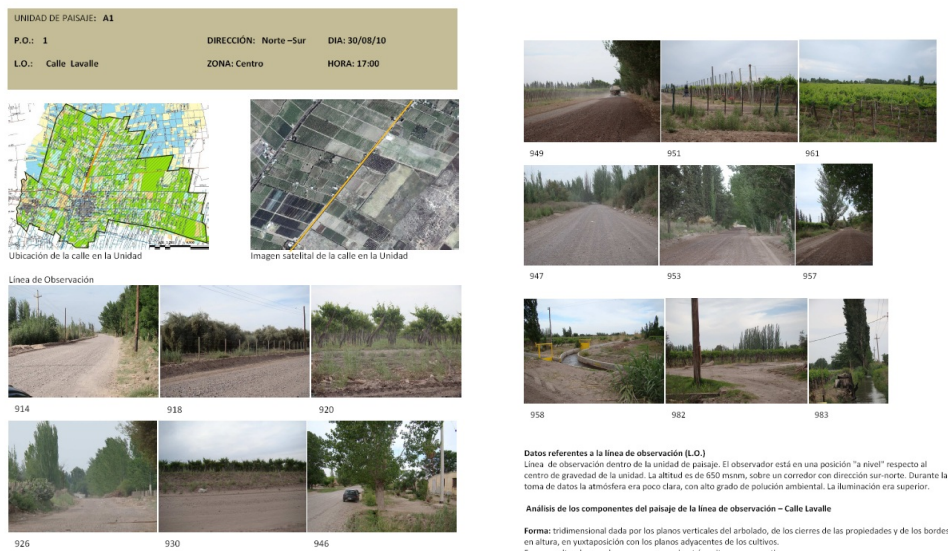 UNIDAD DE PAISAJE: A1
P.O.: 1 DIRECCIÓN: Norte –Sur DIA: 30/08/10
L.O.: Calle Lavalle ZONA: Centro HORA: 17:00
Ubicación de la calle en la Unidad
Imagen satelital de la calle en la Unidad
Línea de Observación
914 918 920
926 930 946
949 951 961
947 953 957
958 982 983
Datos referentes a la línea de observación (L.O.)
Línea de observación dentro de la unidad de paisaje. El observador está en una posición "a nivel" respecto al
centro de gravedad de la unidad. La altitud es de 650 msnm, sobre un corredor con dirección sur-norte. Durante la
toma de datos la atmósfera era poco clara, con alto grado de polución ambiental. La iluminación era superior.
Análisis de los componentes del paisaje de la línea de observación – Calle Lavalle
Forma: tridimensional dada por los planos verticales del arbolado, de los cierres de las propiedades y de los bordes
en altura, en yuxtaposición con los planos adyacentes de los cultivos.